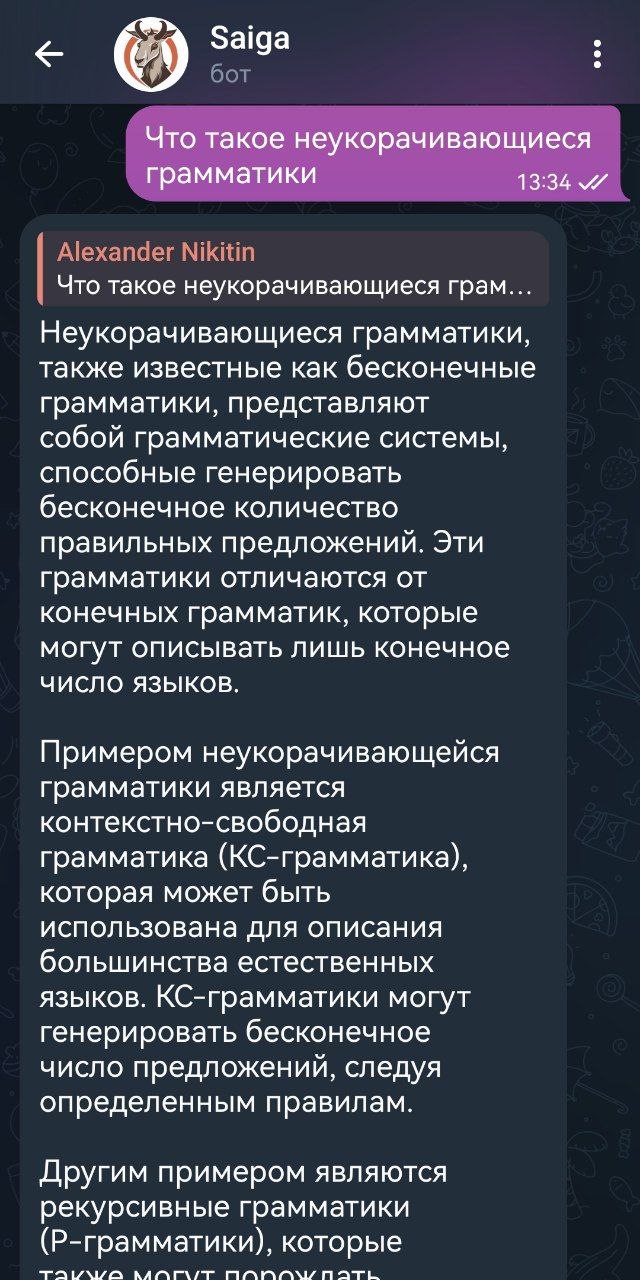 Saiga
бот
Что такое неукорачивающиеся
грамматики
13:34
Alexander Nikitin
Что такое неукорачивающиеся грам...
Неукорачивающиеся грамматики,
также известные как бесконечные
грамматики, представляют
собой грамматические системы,
способные генерировать
бесконечное количество
правильных предложений. Эти
грамматики отличаются от
конечных грамматик, которые
могут описывать лишь конечное
число языков.
Примером неукорачивающейся
грамматики является
контекстно-свободная
грамматика (КС-грамматика),
которая может быть
использована для описания
большинства естественных
языков. КС-грамматики могут
генерировать бесконечное
число предложений, следуя
определенным правилам.
Другим примером являются
рекурсивные грамматики
(Р-грамматики), которые
также могут порождать